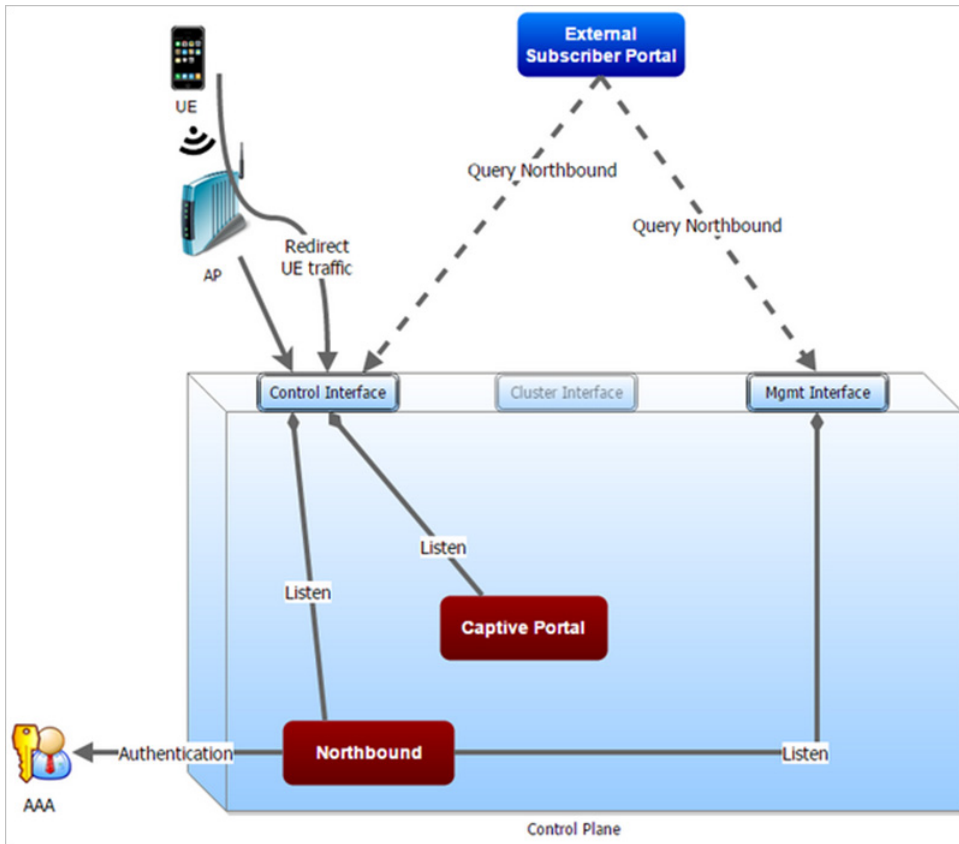 External
Subscriber Portal
UE
Query Northbound
Query Northbound
Redirect
UE traffic
AP
Control Interface
Cluster Interface
Mgmt Interface
Listen
Listen
Captive Portal
Authentication
Northbound
Listen
AAA
Control Plane